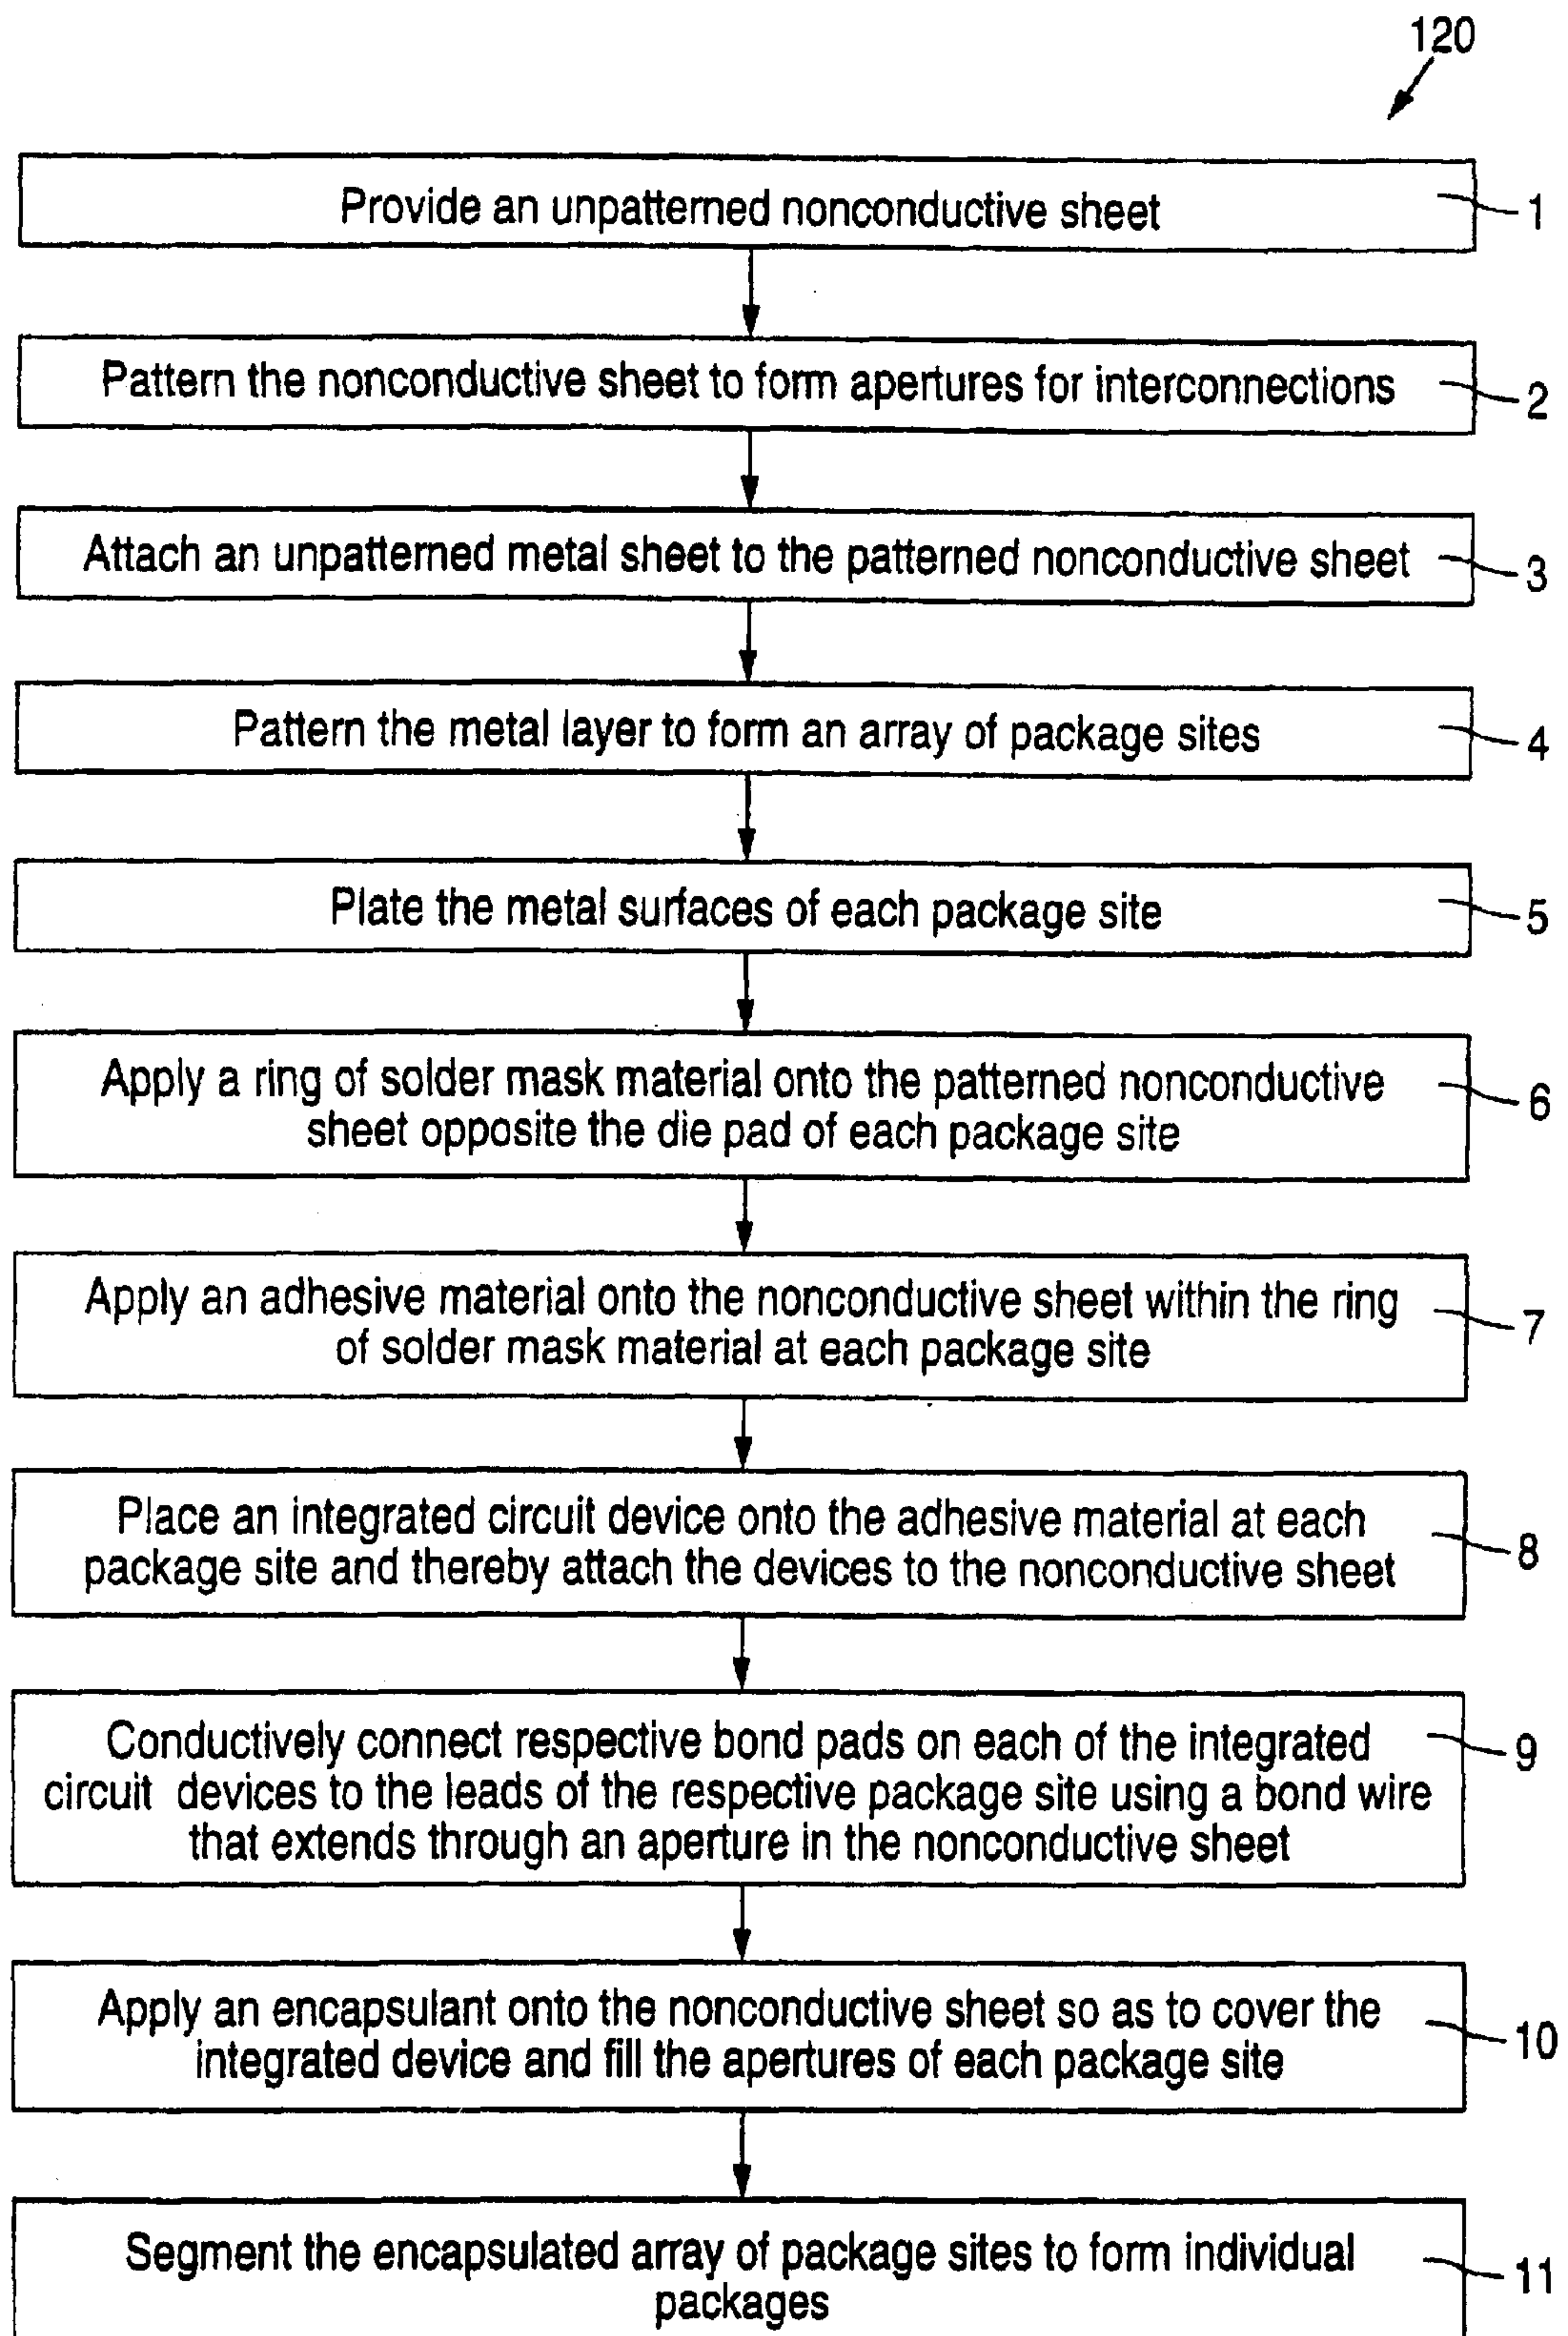 120
Provide an unpatterned nonconductive sheet
1
Pattern the nonconductive sheet to form apertures for interconnections
2
Attach an unpatterned metal sheet to the patterned nonconductive sheet
3
Pattern the metal layer to form an array of package sites
4
Plate the metal surfaces of each package site
5
Apply a ring of solder mask material onto the patterned nonconductive
sheet opposite the die pad of each package site
6
Apply an adhesive material onto the nonconductive sheet within the ring
of solder mask material at each package site
7
Place an integrated circuit device onto the adhesive material at each
package site and thereby attach the devices to the nonconductive sheet
8
Conductively connect respective bond pads on each of the integrated
circuit devices to the leads of the respective package site using a bond wire
that extends through an aperture in the nonconductive sheet
9
Apply an encapsulant onto the nonconductive sheet so as to cover the
integrated device and fill the apertures of each package site
10
Segment the encapsulated array of package sites to form individual
packages
11